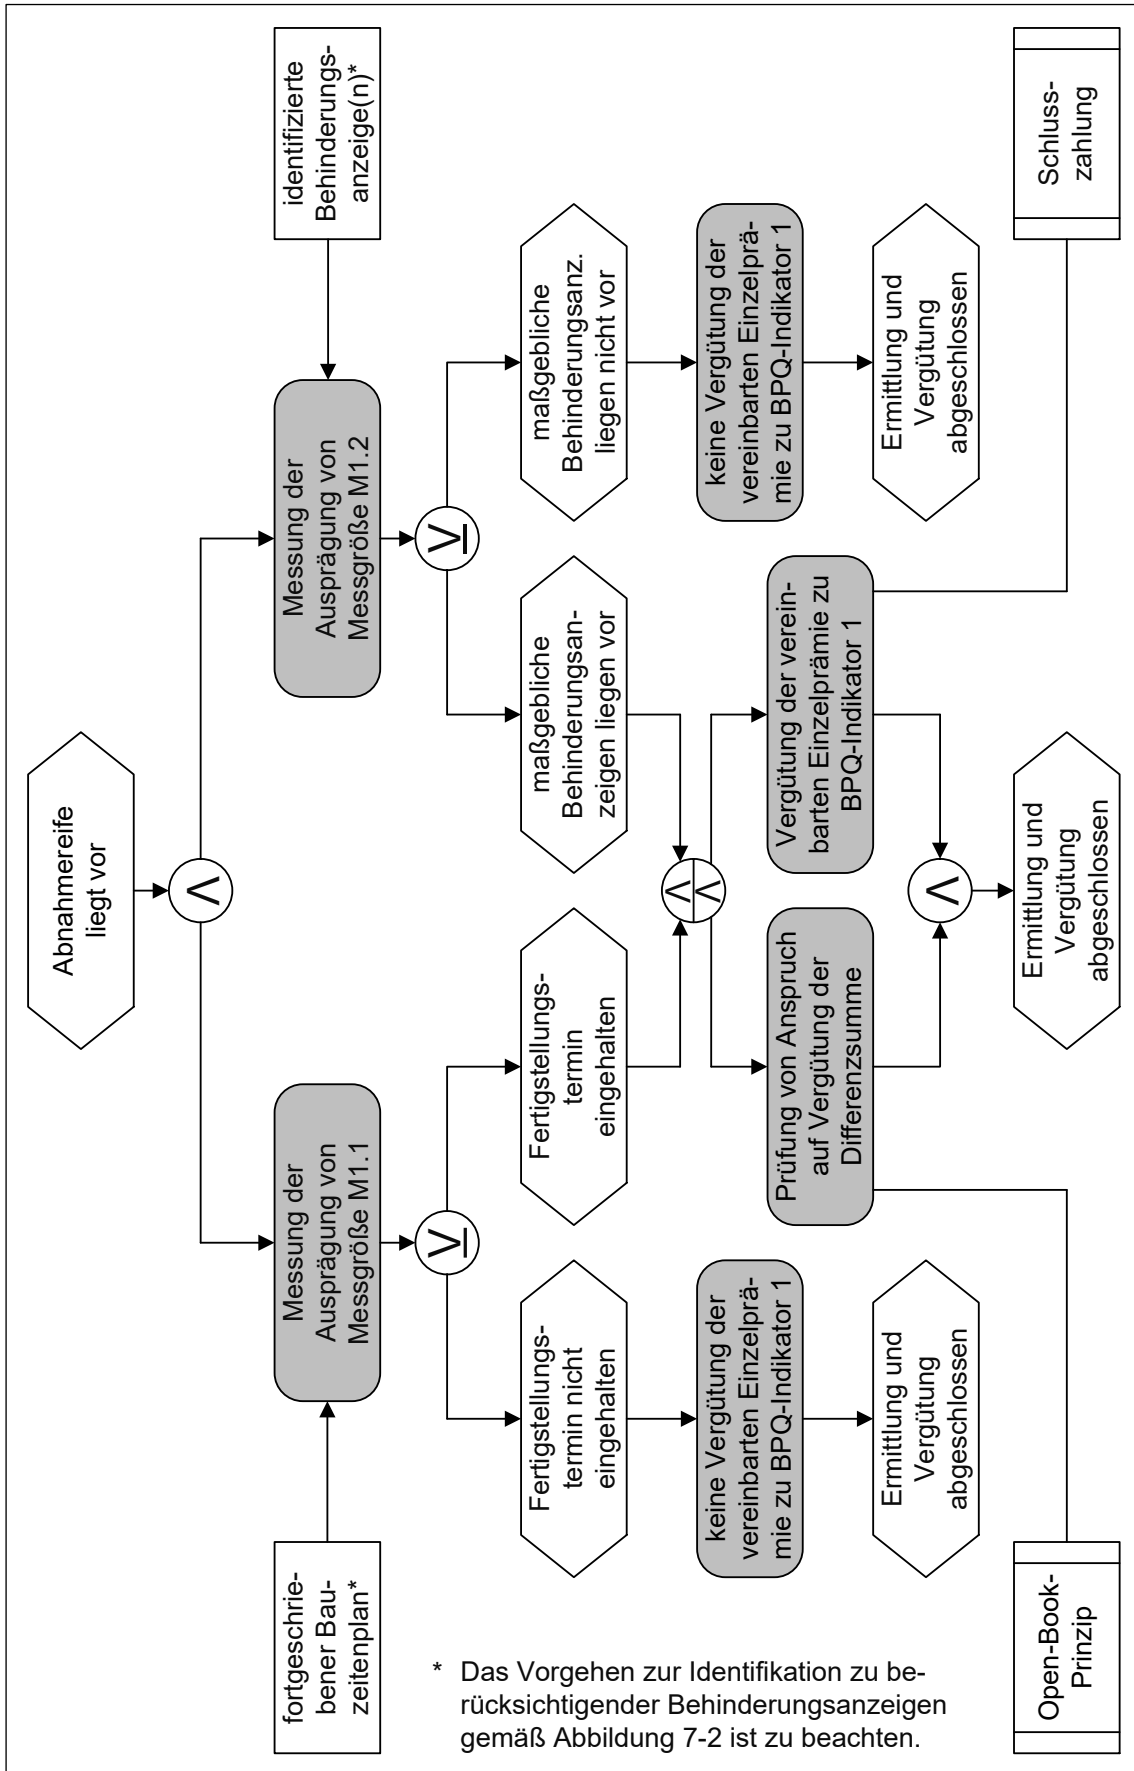 Abnahmereife
liegt vor
Λ
fortgeschrie-
bener Bau-
zeitenplan*
Messung der
Ausprägung von
Messgröße M1.1
Messung der
Ausprägung von
Messgröße M1.2
identifizierte
Behinderungs-
anzeige(n)*
V
V
Fertigstellungs-
termin nicht
eingehalten
Fertigstellungs-
termin
eingehalten
maßgebliche
Behinderungsan-
zeigen liegen vor
maßgebliche
Behinderungsanz.
liegen nicht vor
Λ
Λ
keine Vergütung der
vereinbarten Einzelprä-
mie zu BPQ-Indikator 1
Prüfung von Anspruch
auf Vergütung der
Differenzsumme
Vergütung der verein-
barten Einzelprämie zu
BPQ-Indikator 1
keine Vergütung der
vereinbarten Einzelprä-
mie zu BPQ-Indikator 1
Ermittlung und
Vergütung
abgeschlossen
Λ
Ermittlung und
Vergütung
abgeschlossen
Open-Book-
Prinzip
Ermittlung und
Vergütung
abgeschlossen
Schluss-
zahlung
* Das Vorgehen zur Identifikation zu be-
rücksichtigender Behinderungsanzeigen
gemäß Abbildung 7-2 ist zu beachten.